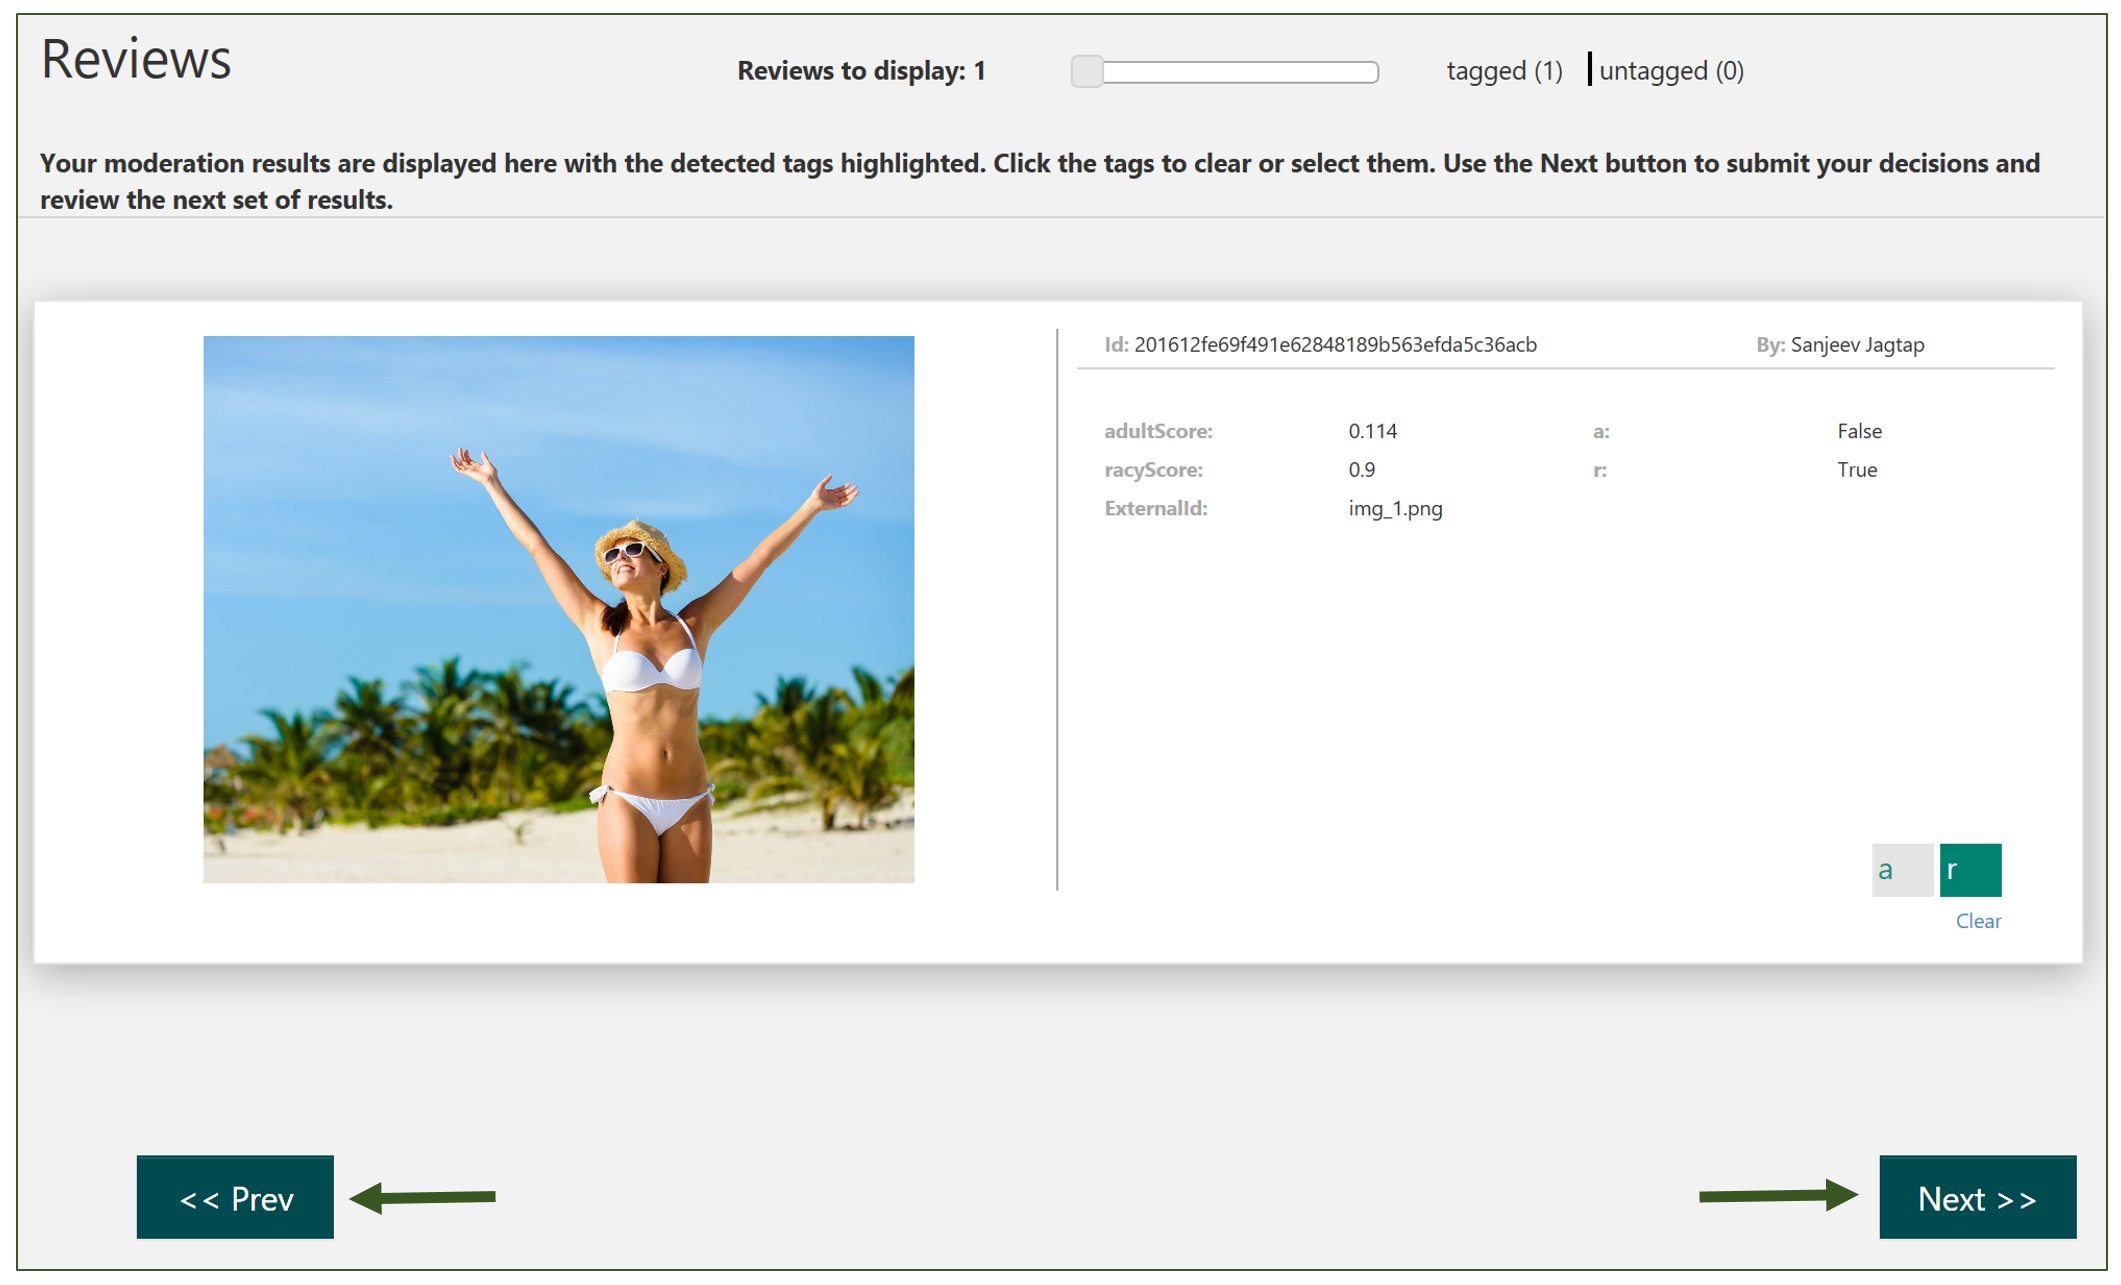 Reviews
Reviews to display: 1
tagged (1)
untagged (0)
Your moderation results are displayed here with the detected tags highlighted. Click the tags to clear or select them. Use the Next button to submit your decisions and
review the next set of results.
Id: 201612fe69f491e62848189b563efda5c36acb
By: Sanjeev Jagtap
adultScore: 0.114 a: False
racyScore: 0.9 r: True
ExternalId: img_1.png
a r
Clear
<< Prev
Next >>